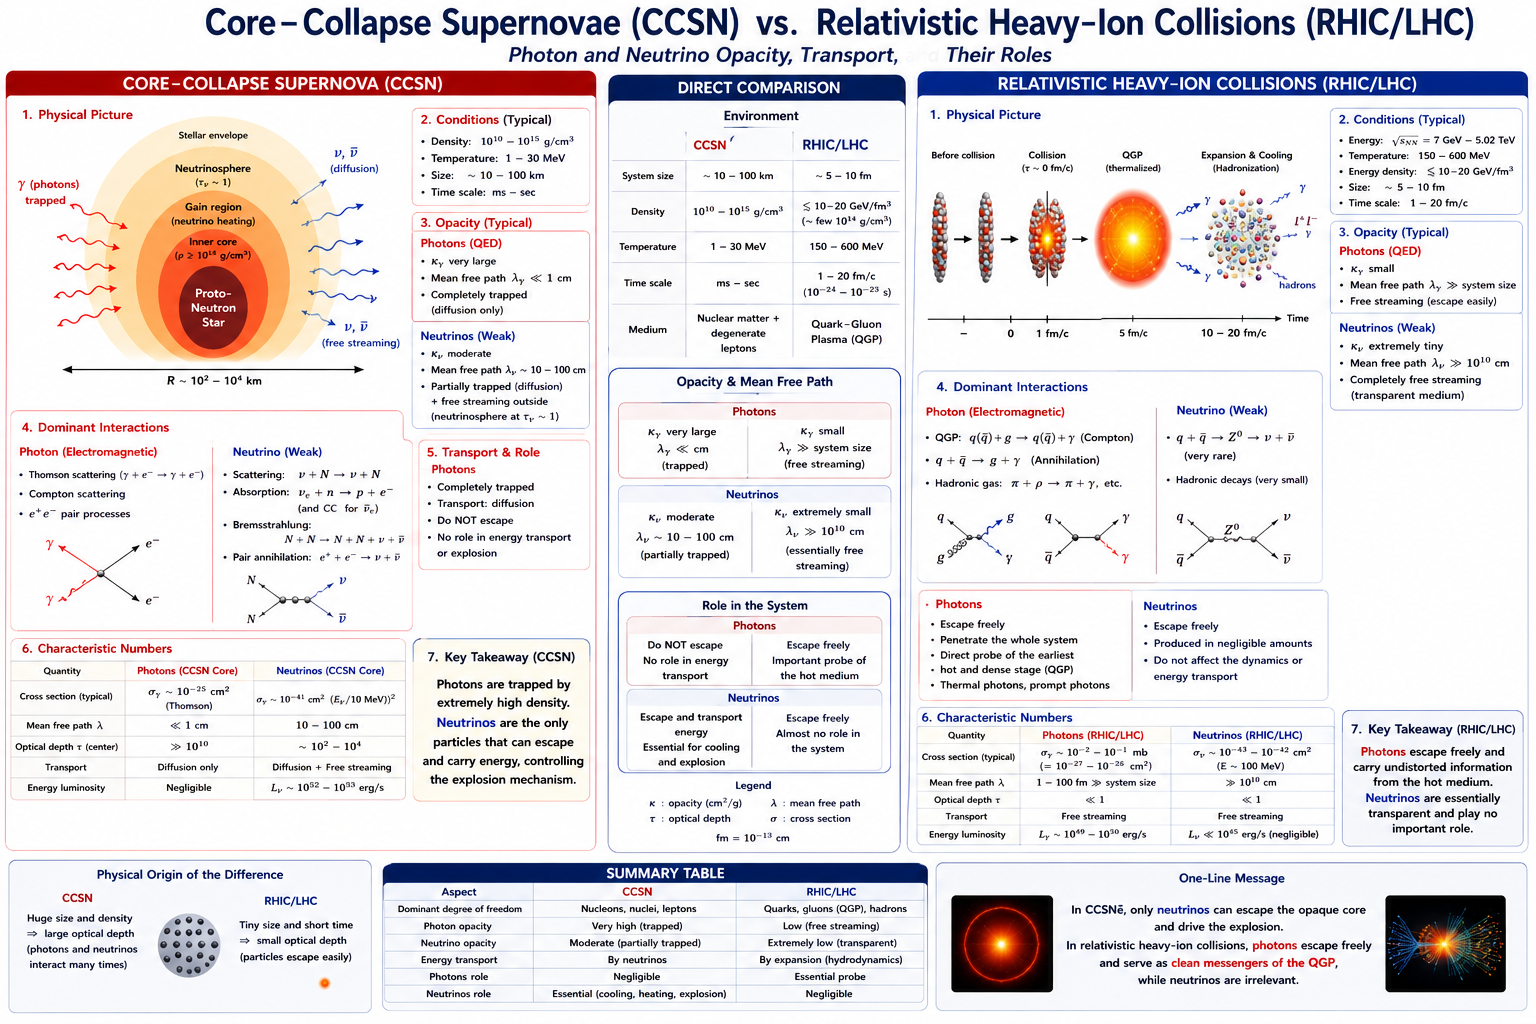 Core-Collapse Supernovae (CCSN) vs. Relativistic Heavy-Ion Collisions (RHIC/LHC)
Photon and Neutrino Opacity, Transport, and Their Roles
CORE-COLLAPSE SUPERNOVA (CCSN)
1. Physical Picture
Stellar envelope
Neutrinosphere
(τν ~ 1)
Gain region
(neutrino heating)
Inner core
(ρ ≥ 10¹⁴ g/cm³)
Proto-
Neutron
Star
γ (photons)
trapped
ν, ν̄
(diffusion)
ν, ν̄
(free streaming)
R ~ 10² – 10⁴ km
2. Conditions (Typical)
• Density: 10¹⁰ – 10¹⁵ g/cm³
• Temperature: 1 – 30 MeV
• Size: ~ 10 – 100 km
• Time scale: ms – sec
3. Opacity (Typical)
Photons (QED)
• κγ very large
• Mean free path λγ ≪ 1 cm
• Completely trapped
(diffusion only)
Neutrinos (Weak)
• κν moderate
• Mean free path λν ~ 10 – 100 cm
• Partially trapped (diffusion)
+ free streaming outside
(neutrinosphere at τν ~ 1)
4. Dominant Interactions
Photon (Electromagnetic)
• Thomson scattering (γ + e⁻ → γ + e⁻)
• Compton scattering
• e⁺e⁻ pair processes
γ e⁻
γ e⁻
Neutrino (Weak)
• Scattering: ν + N → ν + N
• Absorption: νe + n → p + e⁻
(and CC for ν̄e)
• Bremsstrahlung:
N + N → N + N + ν + ν̄
• Pair annihilation: e⁺ + e⁻ → ν + ν̄
N ν
N ν̄
5. Transport & Role
Photons
• Completely trapped
• Transport: diffusion
• Do NOT escape
• No role in energy transport
or explosion
6. Characteristic Numbers
Quantity Photons (CCSN Core) Neutrinos (CCSN Core)
Cross section (typical) σγ ~ 10⁻²⁵ cm² (Thomson) σν ~ 10⁻⁴¹ cm² (Eν/10 MeV))²
Mean free path λ ≪ 1 cm 10 – 100 cm
Optical depth τ (center) ≫ 10¹⁰ ~ 10² – 10⁴
Transport Diffusion only Diffusion + Free streaming
Energy luminosity Negligible Lν ~ 10⁵² – 10⁵³ erg/s
7. Key Takeaway (CCSN)
Photons are trapped by
extremely high density.
Neutrinos are the only
particles that can escape
and carry energy, controlling
the explosion mechanism.
DIRECT COMPARISON
Environment
CCSN RHIC/LHC
System size ~ 10 – 100 km ~ 5 – 10 fm
Density 10¹⁰ – 10¹⁵ g/cm³ ≲ 10–20 GeV/fm³ (~ few 10¹⁴ g/cm³)
Temperature 1 – 30 MeV 150 – 600 MeV
Time scale ms – sec 1 – 20 fm/c (10⁻²⁴ – 10⁻²³ s)
Medium Nuclear matter + degenerate leptons Quark–Gluon Plasma (QGP)
Opacity & Mean Free Path
Photons
κγ very large κγ small
λγ ≪ cm λγ ≫ system size
(trapped) (free streaming)
Neutrinos
κν moderate κν extremely small
λν ~ 10 – 100 cm λν ≫ 10¹⁰ cm
(partially trapped) (essentially free streaming)
Role in the System
Photons
Do NOT escape Escape freely
No role in energy Important probe of
transport the hot medium
Neutrinos
Escape and transport energy Escape freely
Essential for cooling Almost no role in
and explosion the system
Legend
κ : opacity (cm²/g) λ : mean free path
τ : optical depth σ : cross section
fm = 10⁻¹³ cm
RELATIVISTIC HEAVY-ION COLLISIONS (RHIC/LHC)
1. Physical Picture
Before collision
Collision
(τ ~ 0 fm/c)
QGP
(thermalized)
Expansion & Cooling
(Hadronization)
γ
l⁺ l⁻
γ
γ
hadrons
– 0 1 fm/c 5 fm/c 10 – 20 fm/c Time
2. Conditions (Typical)
• Energy: √sNN = 7 GeV – 5.02 TeV
• Temperature: 150 – 600 MeV
• Energy density: ≲ 10–20 GeV/fm³
• Size: ~ 5 – 10 fm
• Time scale: 1 – 20 fm/c
3. Opacity (Typical)
Photons (QED)
• κγ small
• Mean free path λγ ≫ system size
• Free streaming (escape easily)
Neutrinos (Weak)
• κν extremely tiny
• Mean free path λν ≫ 10¹⁰ cm
• Completely free streaming
(transparent medium)
4. Dominant Interactions
Photon (Electromagnetic)
• QGP: q(q̄) + g → q(q̄) + γ (Compton)
• q + q̄ → g + γ (Annihilation)
• Hadronic gas: π + ρ → π + γ, etc.
q g
g γ
q γ
q̄ γ
Neutrino (Weak)
• q + q̄ → Z⁰ → ν + ν̄
(very rare)
• Hadronic decays (very small)
q Z⁰ ν
q̄ ν̄
· Photons
• Escape freely
• Penetrate the whole system
• Direct probe of the earliest
• hot and dense stage (QGP)
• Thermal photons, prompt photons
Neutrinos
• Escape freely
• Produced in negligible amounts
• Do not affect the dynamics or
energy transport
6. Characteristic Numbers
Quantity Photons (RHIC/LHC) Neutrinos (RHIC/LHC)
Cross section (typical) σγ ~ 10⁻² – 10⁻¹ mb (= 10⁻²⁷ – 10⁻²⁶ cm²) σν ~ 10⁻⁴³ – 10⁻⁴² cm² (E ~ 100 MeV)
Mean free path λ 1 – 100 fm ≫ system size ≫ 10¹⁰ cm
Optical depth τ ≪ 1 ≪ 1
Transport Free streaming Free streaming
Energy luminosity Lγ ~ 10⁴⁹ – 10⁵⁰ erg/s Lν ≪ 10⁴⁵ erg/s (negligible)
7. Key Takeaway (RHIC/LHC)
Photons escape freely and
carry undistorted information
from the hot medium.
Neutrinos are essentially
transparent and play no
important role.
Physical Origin of the Difference
CCSN
Huge size and density
⇒ large optical depth
(photons and neutrinos
interact many times)
RHIC/LHC
Tiny size and short time
⇒ small optical depth
(particles escape easily)
SUMMARY TABLE
Aspect CCSN RHIC/LHC
Dominant degree of freedom Nucleons, nuclei, leptons Quarks, gluons (QGP), hadrons
Photon opacity Very high (trapped) Low (free streaming)
Neutrino opacity Moderate (partially trapped) Extremely low (transparent)
Energy transport By neutrinos By expansion (hydrodynamics)
Photons role Negligible Essential probe
Neutrinos role Essential (cooling, heating, explosion) Negligible
One-Line Message
In CCSNē, only neutrinos can escape the opaque core
and drive the explosion.
In relativistic heavy-ion collisions, photons escape freely
and serve as clean messengers of the QGP,
while neutrinos are irrelevant.